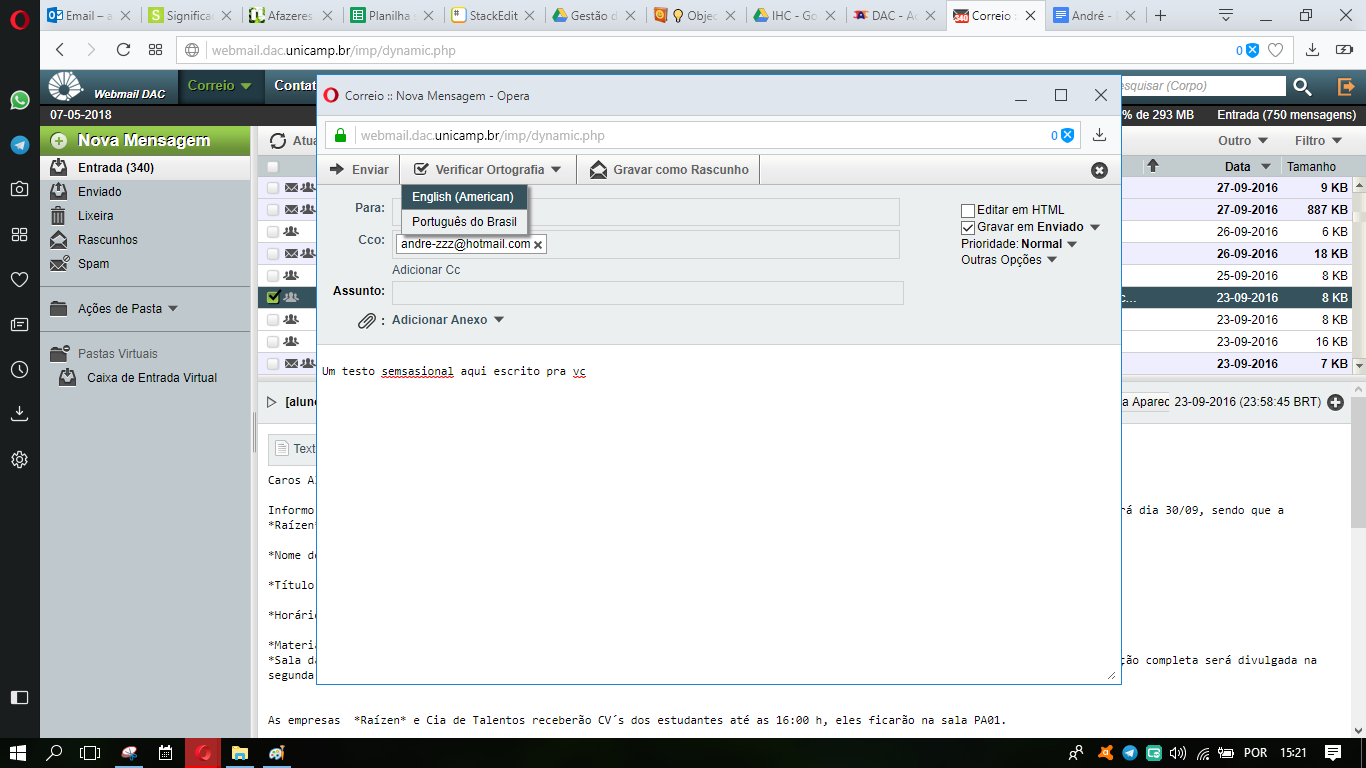 Email – a
Significa
Afazeres
Planilha
StackEdit
Gestão d
Obje
IHC - Go
DAC - A
Correio :
André -
webmail.dac.unicamp.br/imp/dynamic.php
0
Webmail DAC
Correio
Contat
esquisar (Corpo)
07-05-2018
% de 293 MB
Entrada (750 mensagens)
Nova Mensagem
Atua
Outro
Filtro
Entrada (340)
Enviado
Lixeira
Rascunhos
Spam
Ações de Pasta
Pastas Virtuais
Caixa de Entrada Virtual
Data
Tamanho
27-09-2016 9 KB
27-09-2016 887 KB
26-09-2016 6 KB
26-09-2016 18 KB
25-09-2016 8 KB
c... 23-09-2016 8 KB
23-09-2016 8 KB
23-09-2016 16 KB
23-09-2016 7 KB
Correio :: Nova Mensagem - Opera
webmail.dac.unicamp.br/imp/dynamic.php
0
Enviar
Verificar Ortografia
Gravar como Rascunho
English (American)
Português do Brasil
Para:
Cco:
andre-zzz@hotmail.com
Adicionar Cc
Assunto:
: Adicionar Anexo
Editar em HTML
Gravar em Enviado
Prioridade: Normal
Outras Opções
Um testo semsasional aqui escrito pra vc
[alun
a Aparec
23-09-2016 (23:58:45 BRT)
Text
Caros A
Informo
rá dia 30/09, sendo que a
*Raízen*
*Nome d
*Título
*Horári
*Materi
*Sala d
ção completa será divulgada na
segunda
As empresas *Raízen* e Cia de Talentos receberão CV´s dos estudantes até as 16:00 h, eles ficarão na sala PA01.
POR
15:21